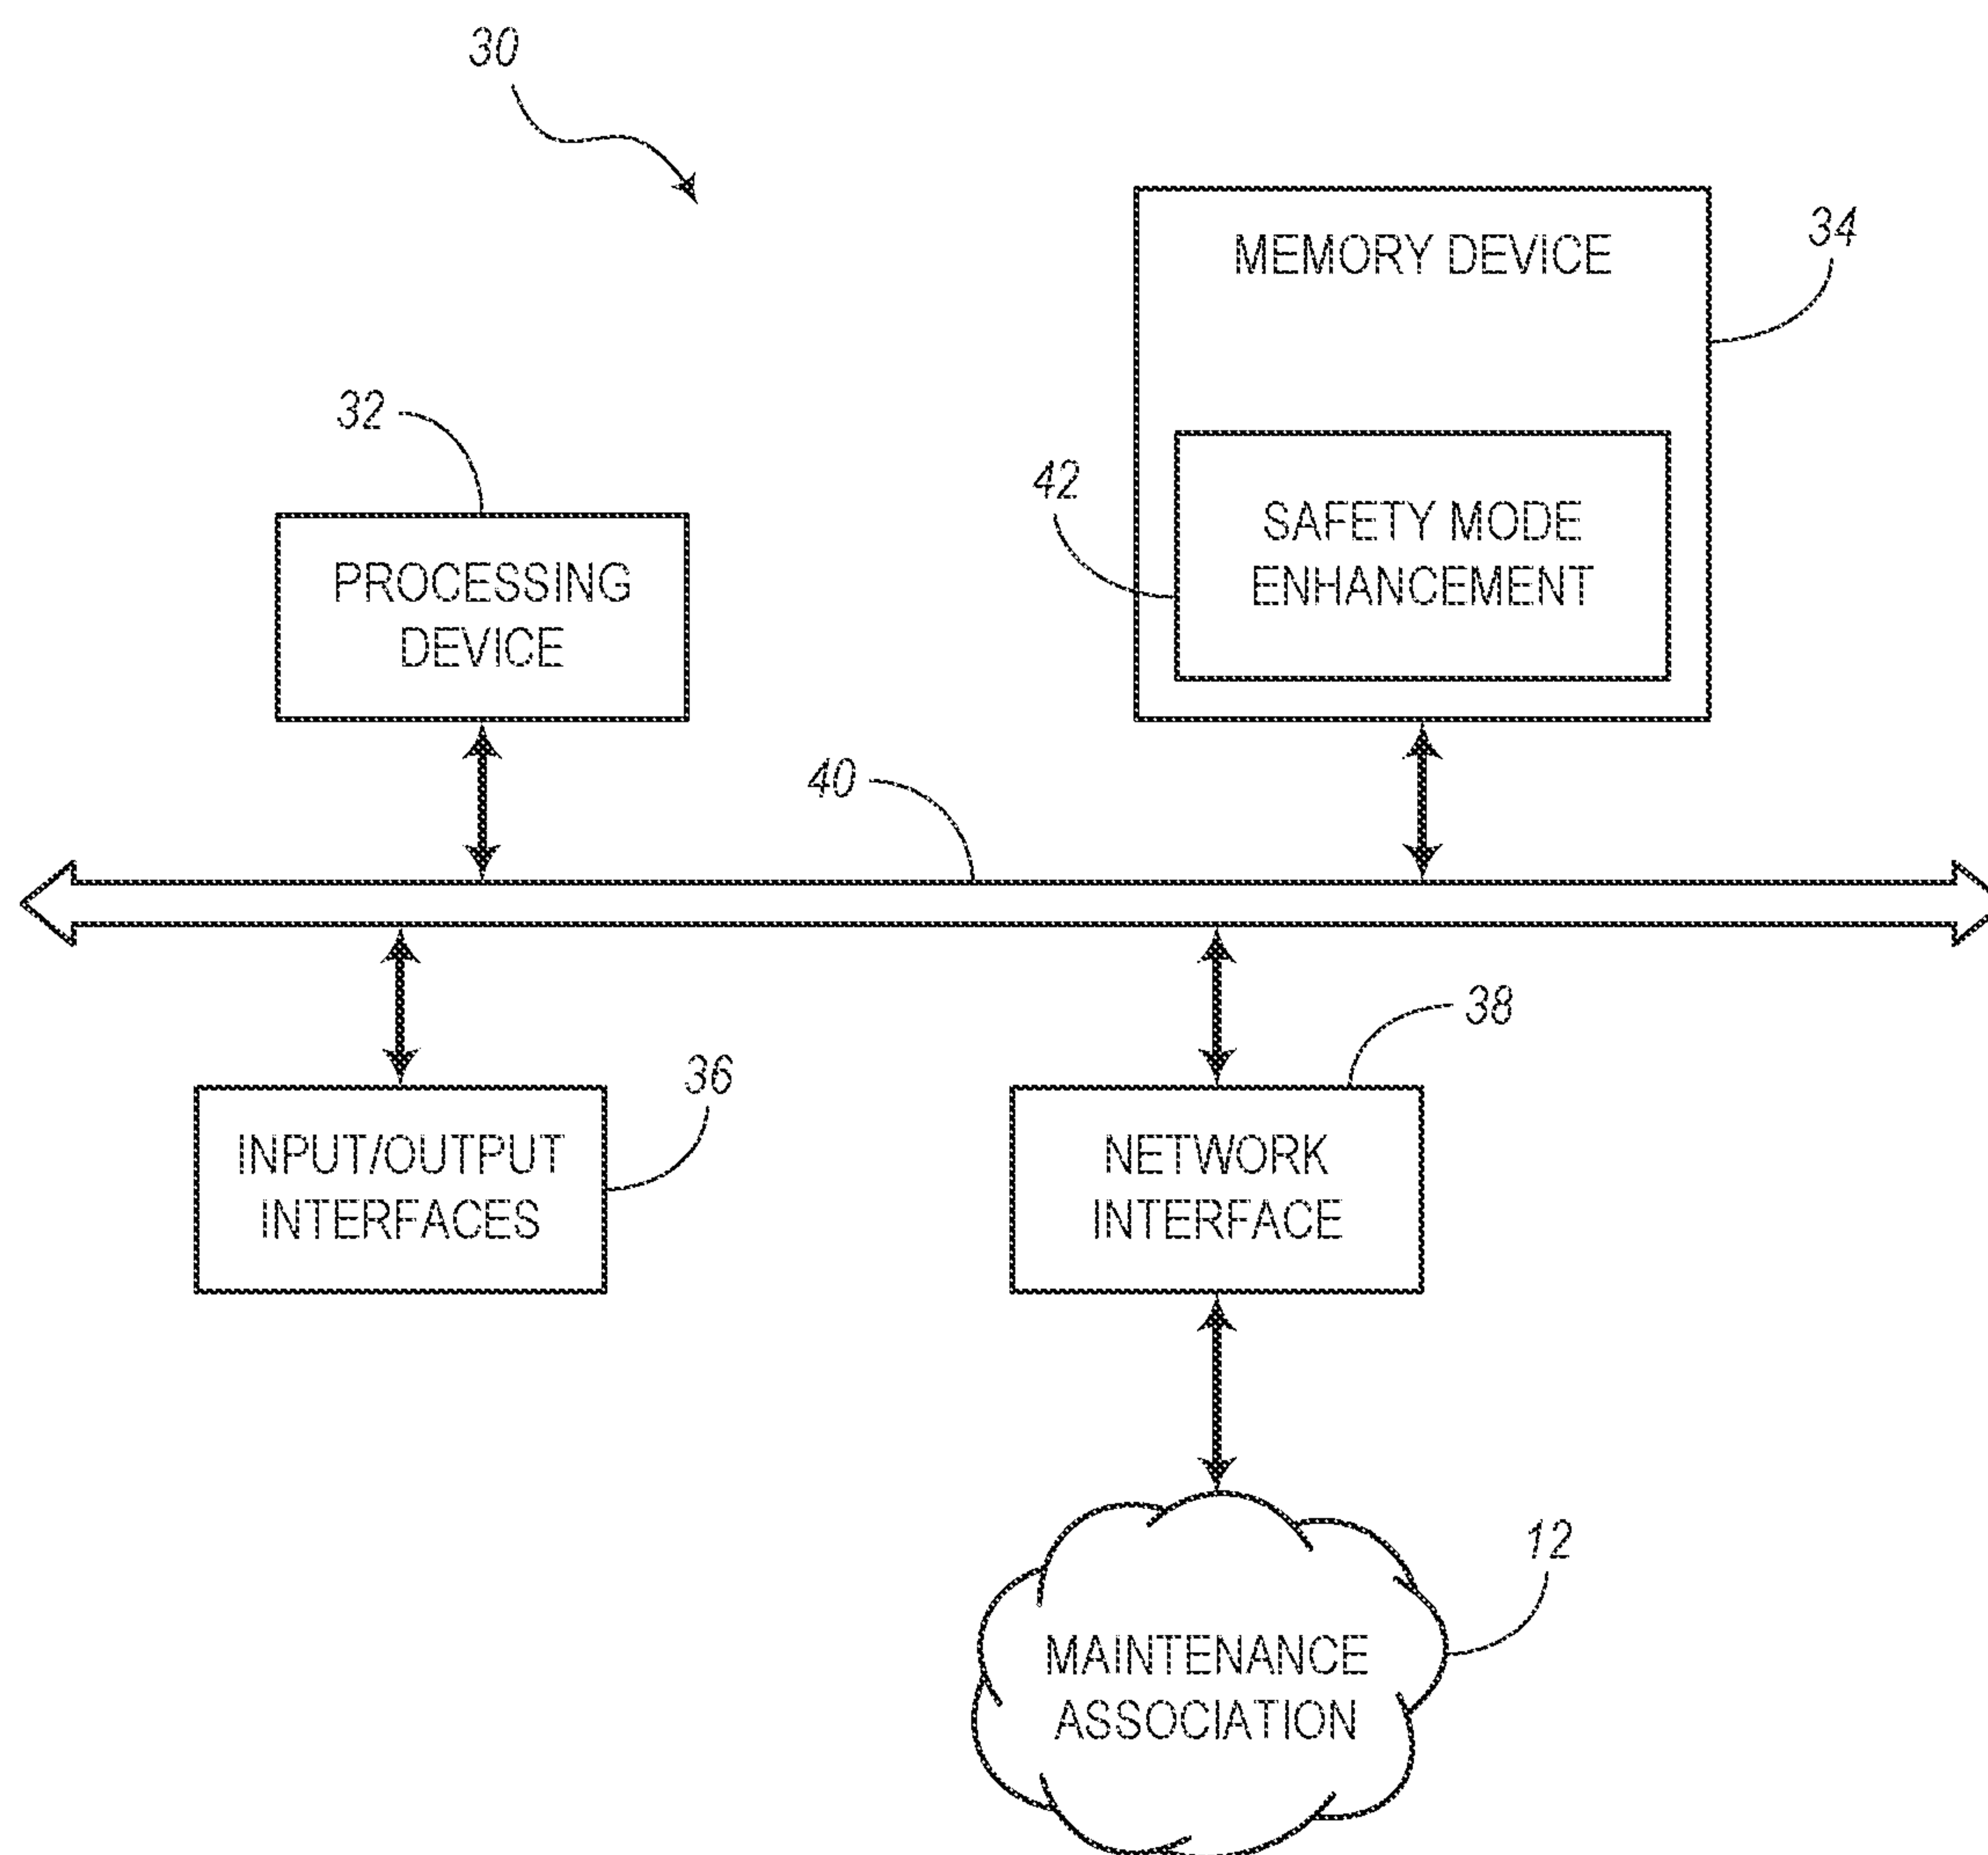 30
MEMORY DEVICE
34
32
42
SAFETY MODE
ENHANCEMENT
PROCESSING
DEVICE
40
38
36
INPUT/OUTPUT
INTERFACES
NETWORK
INTERFACE
12
MAINTENANCE
ASSOCIATION